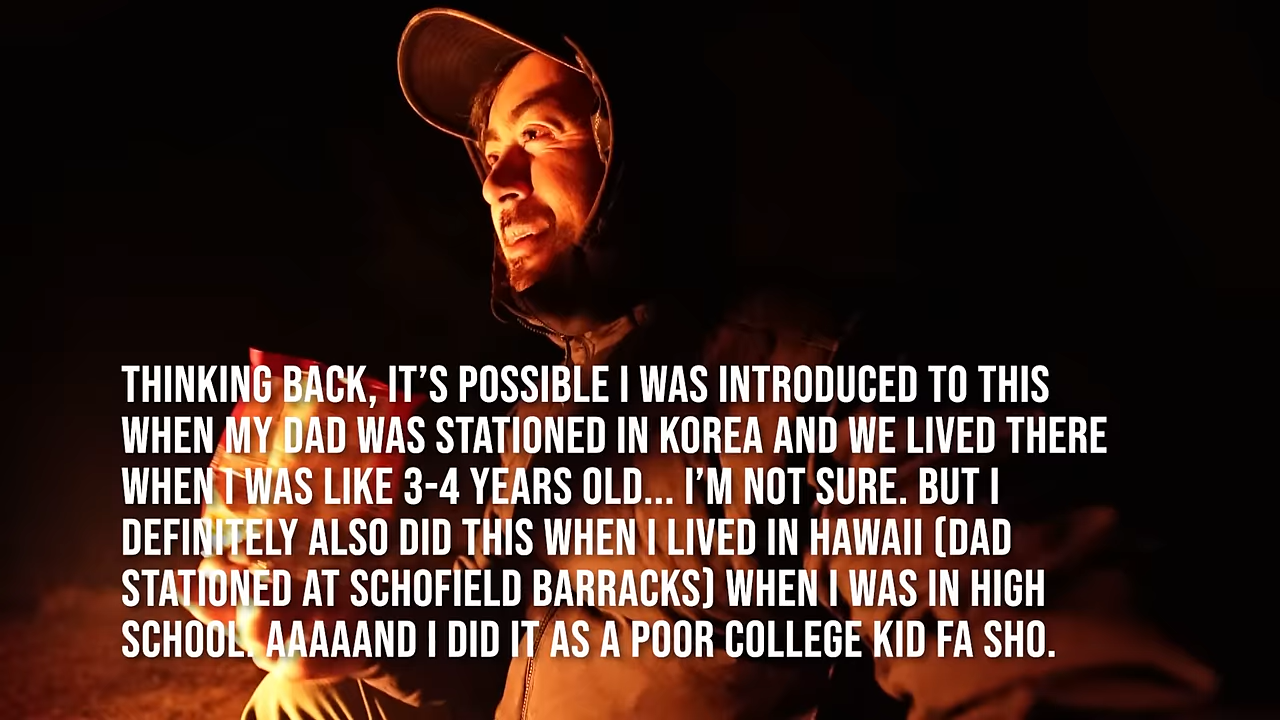 THINKING BACK, IT'S POSSIBLE I WAS INTRODUCED TO THIS
WHEN MY DAD WAS STATIONED IN KOREA AND WE LIVED THERE
WHEN I WAS LIKE 3-4 YEARS OLD... I'M NOT SURE. BUT I
DEFINITELY ALSO DID THIS WHEN I LIVED IN HAWAII (DAD
STATIONED AT SCHOFIELD BARRACKS) WHEN I WAS IN HIGH
SCHOOL. AAAAAND I DID IT AS A POOR COLLEGE KID FA SHO.